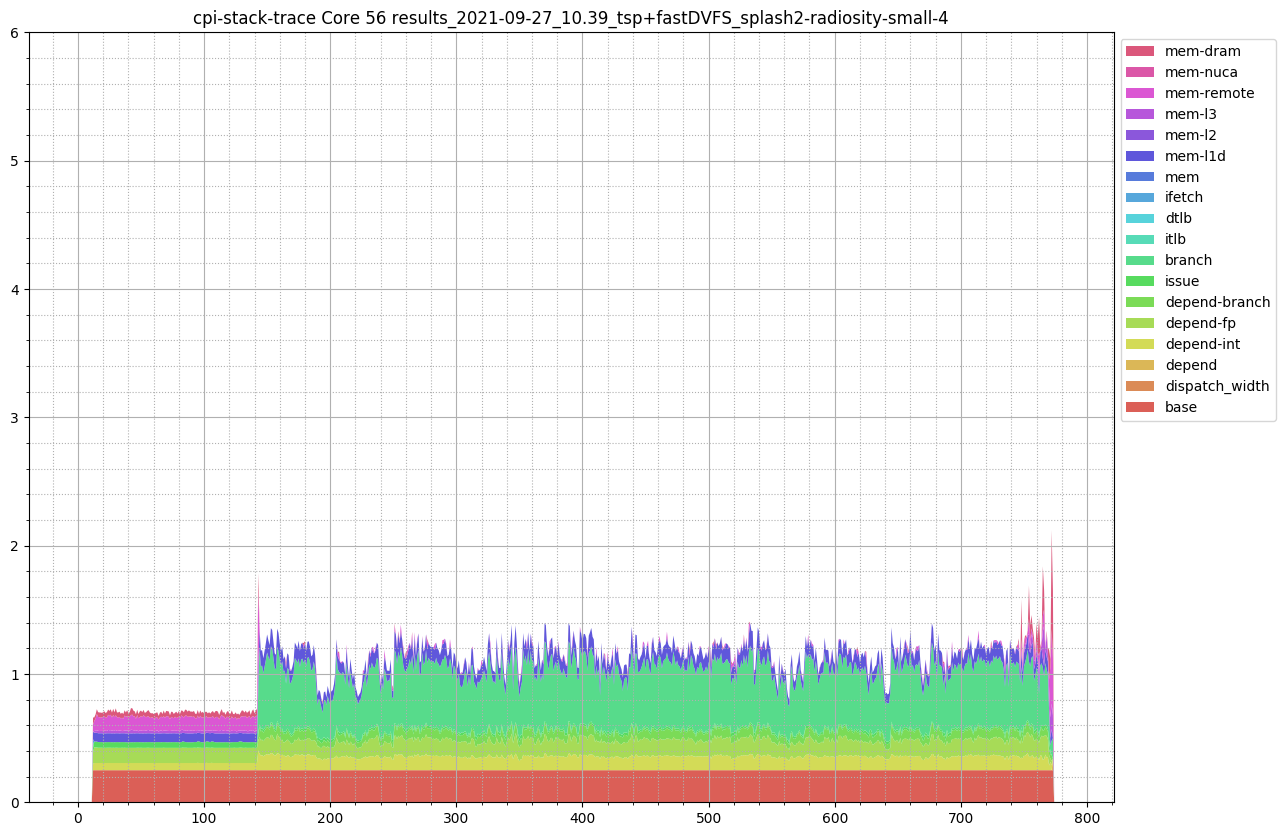 cpi-stack-trace Core 56 results_2021-09-27_10.39_tsp+fastDVFS_splash2-radiosity-small-4
6
5
4
3
2
1
0
0 100 200 300 400 500 600 700 800
mem-dram
mem-nuca
mem-remote
mem-l3
mem-l2
mem-l1d
mem
ifetch
dtlb
itlb
branch
issue
depend-branch
depend-fp
depend-int
depend
dispatch_width
base